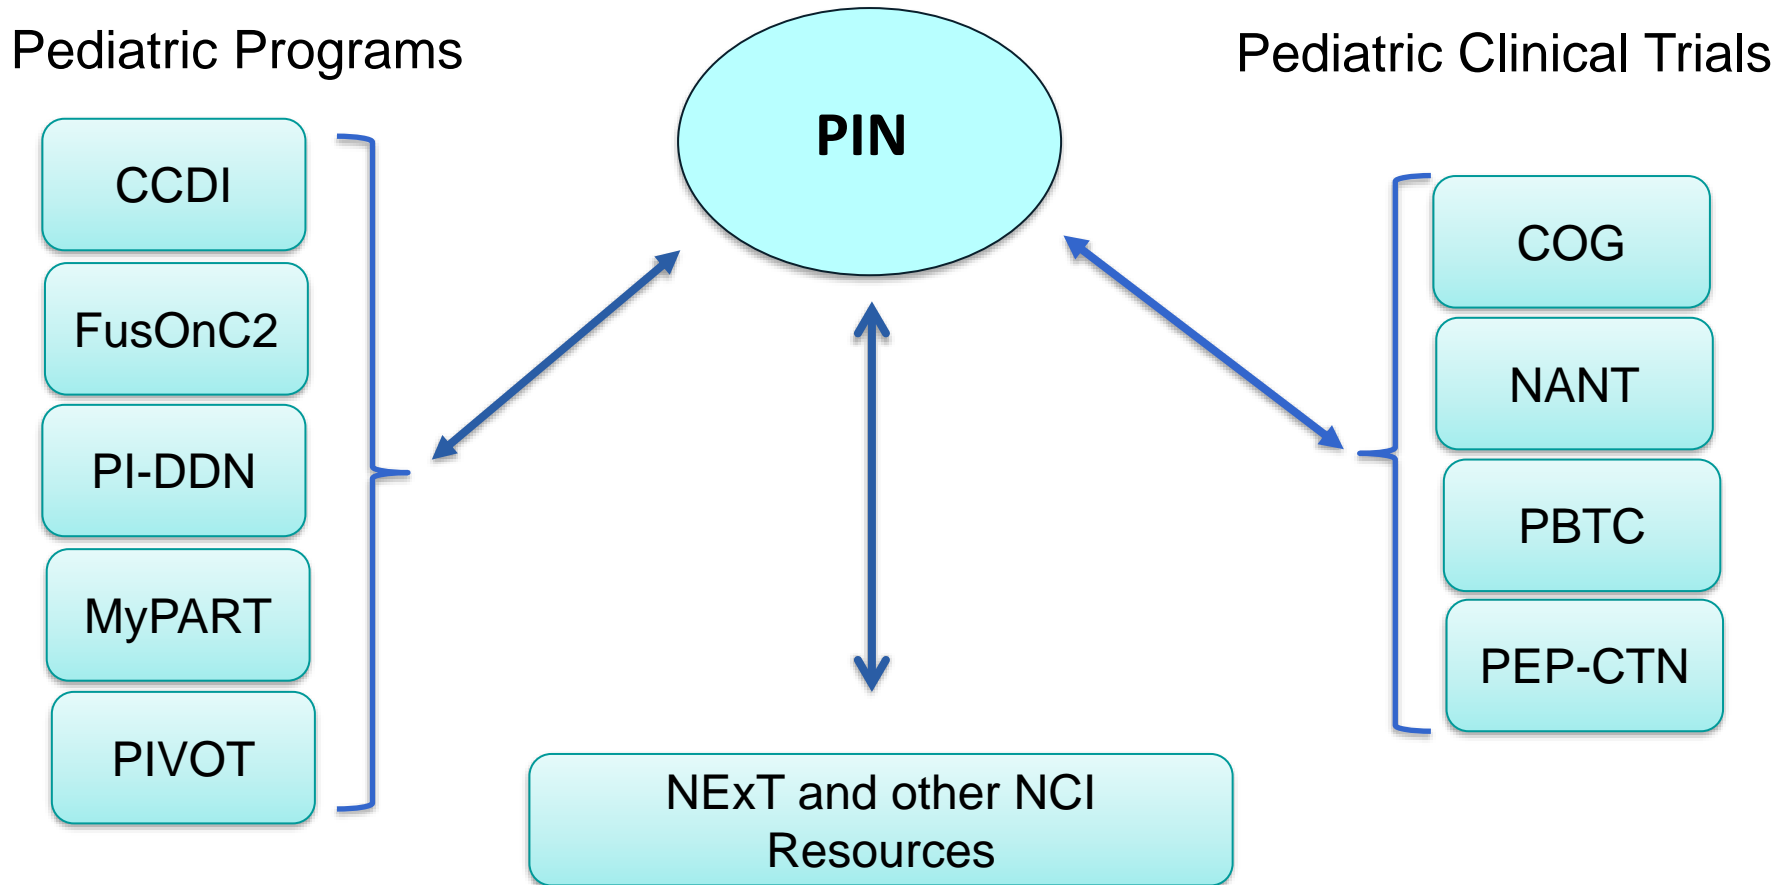 Pediatric Programs
CCDI
FusOnC2
PI-DDN
MyPART
PIVOT
PIN
NExT and other NCI
Resources
Pediatric Clinical Trials
COG
NANT
PBTC
PEP-CTN